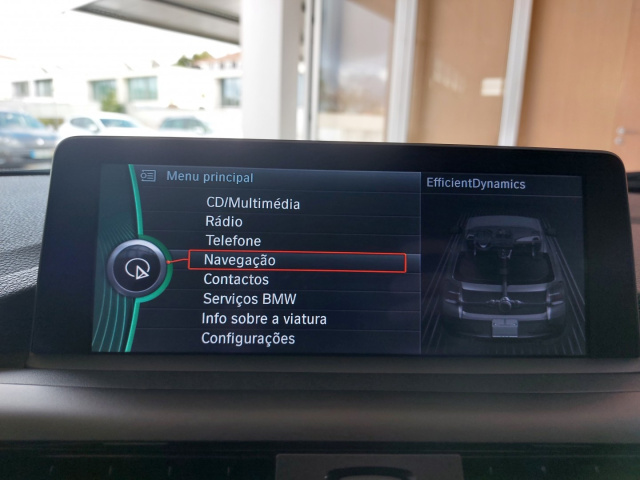 Menu principal
EfficientDynamics
CD/Multimédia
Rádio
Telefone
Navegação
Contactos
Serviços BMW
Info sobre a viatura
Configurações